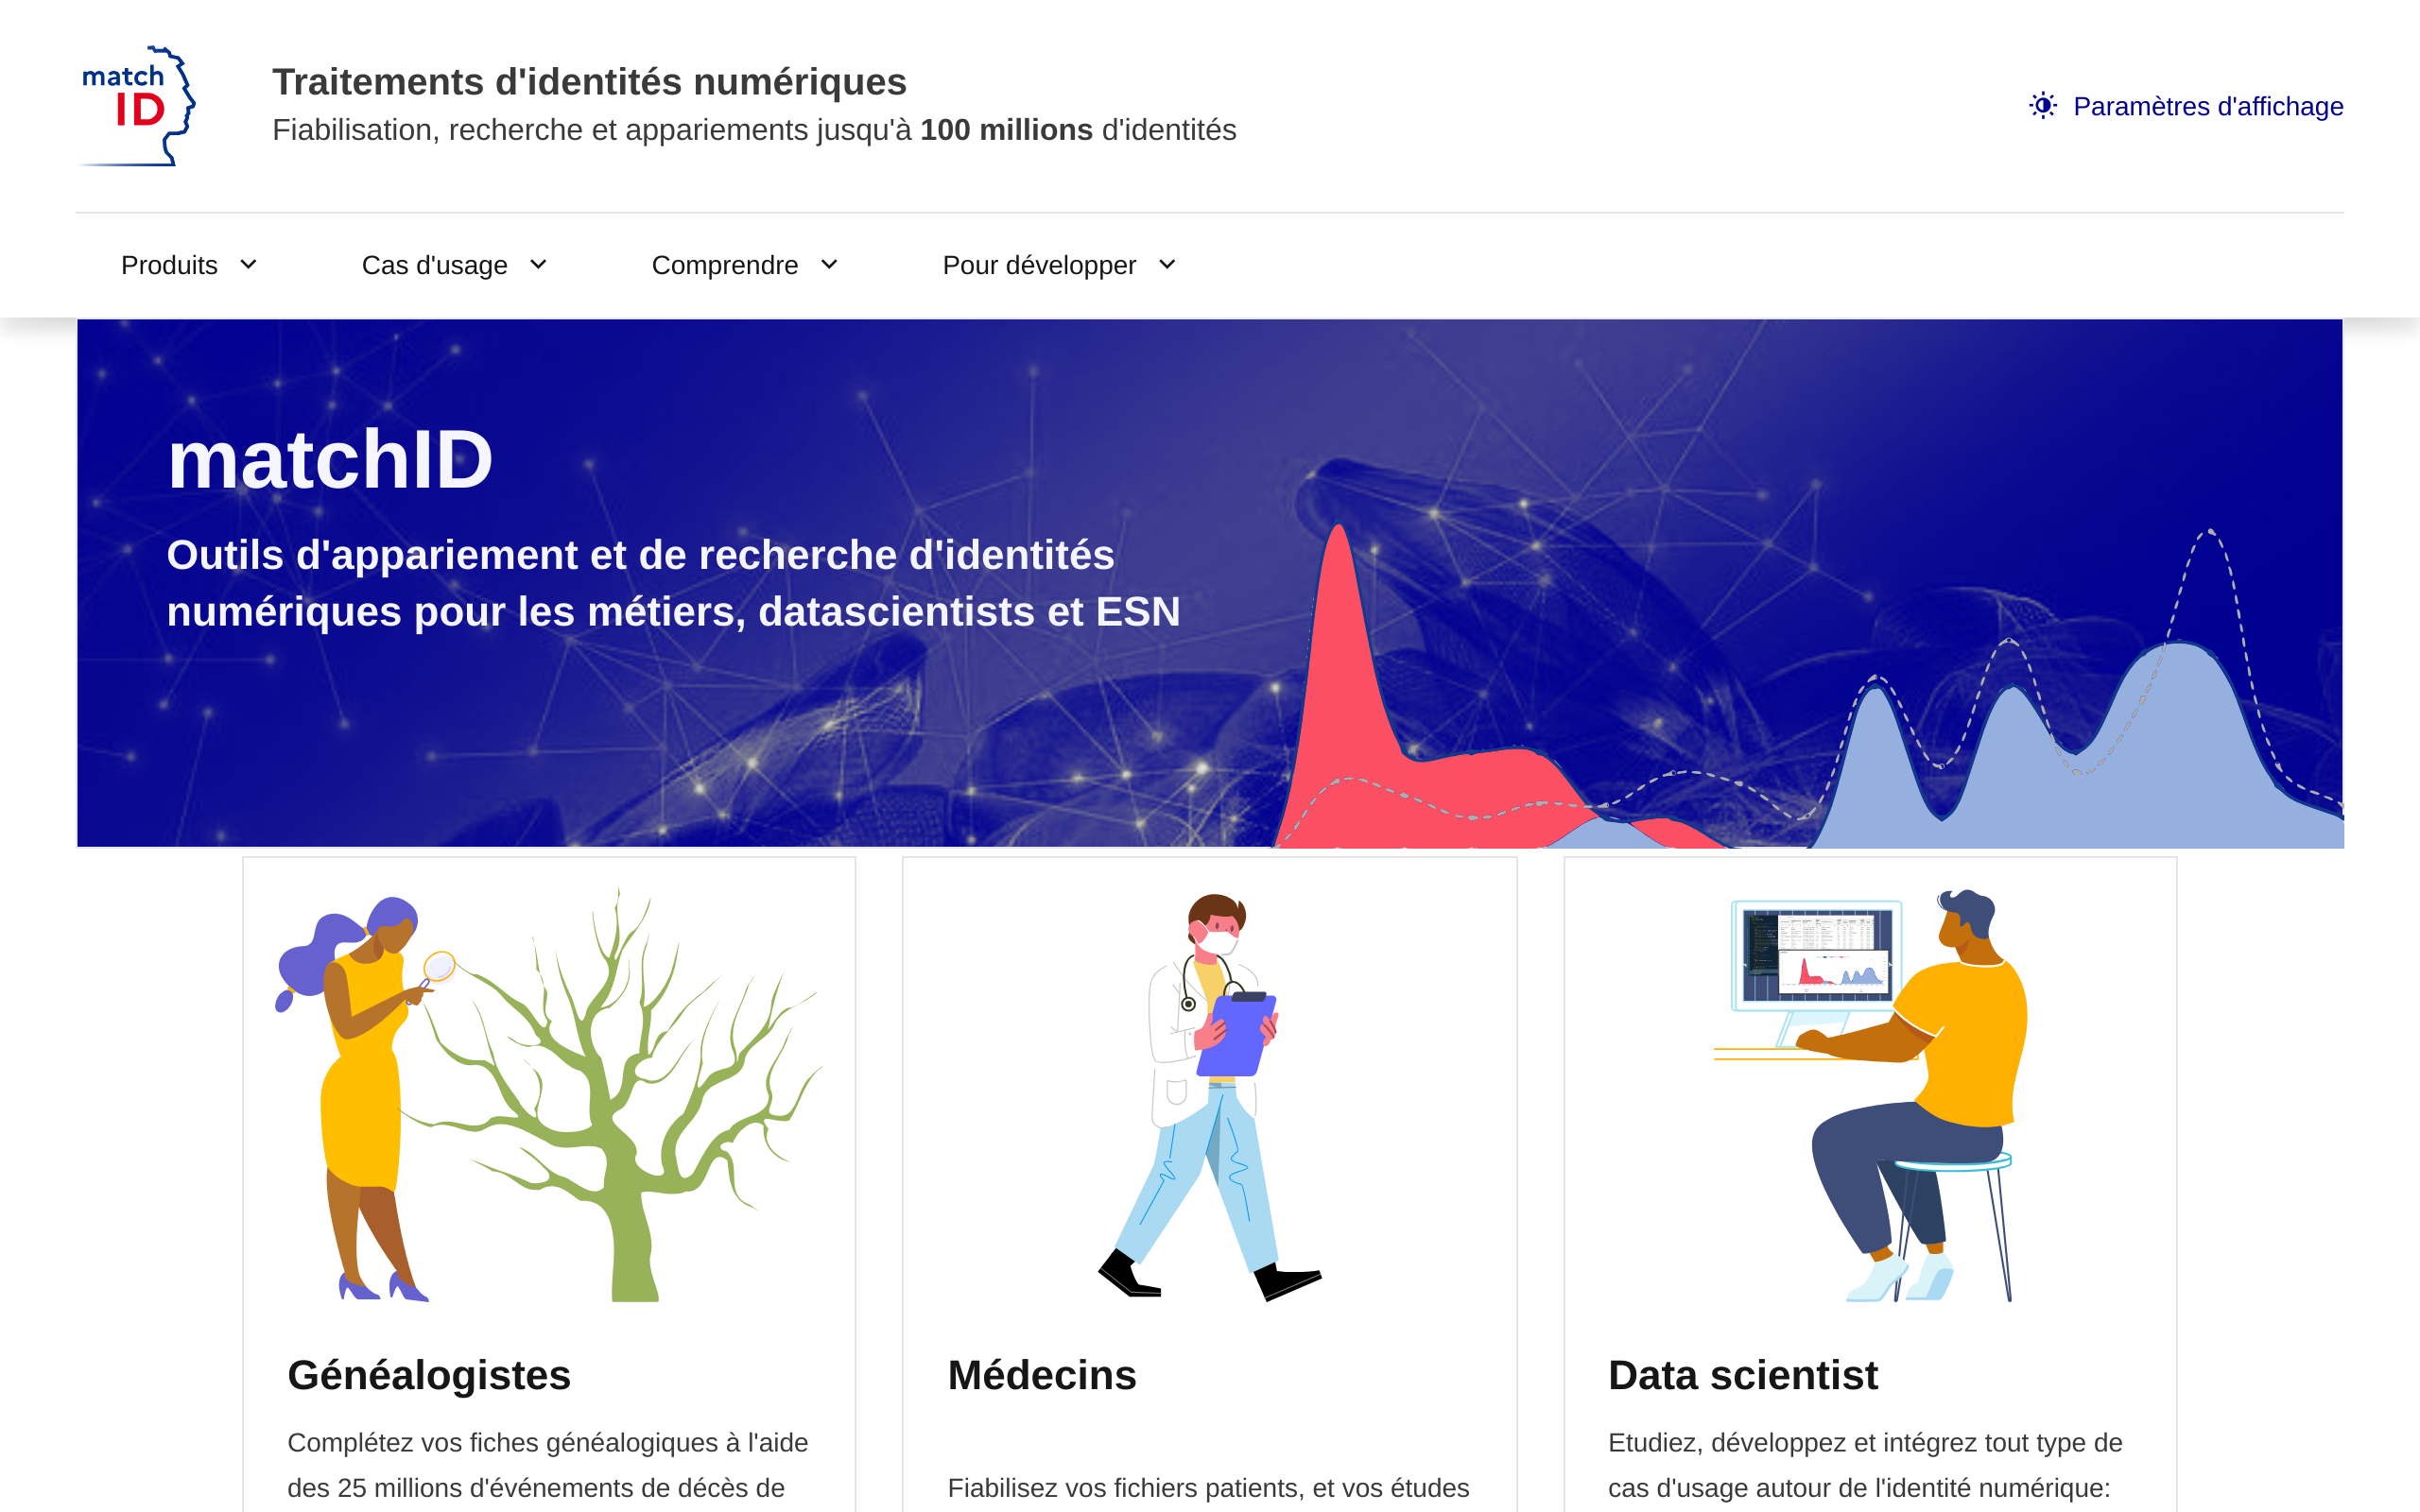 match
ID
Traitements d'identités numériques
Fiabilisation, recherche et appariements jusqu'à 100 millions d'identités
Paramètres d'affichage
Produits
Cas d'usage
Comprendre
Pour développer
matchID
Outils d'appariement et de recherche d'identités
numériques pour les métiers, datascientists et ESN
Généalogistes
Complétez vos fiches généalogiques à l'aide
des 25 millions d'événements de décès de
Médecins
Fiabilisez vos fichiers patients, et vos études
Data scientist
Etudiez, développez et intégrez tout type de
cas d'usage autour de l'identité numérique: